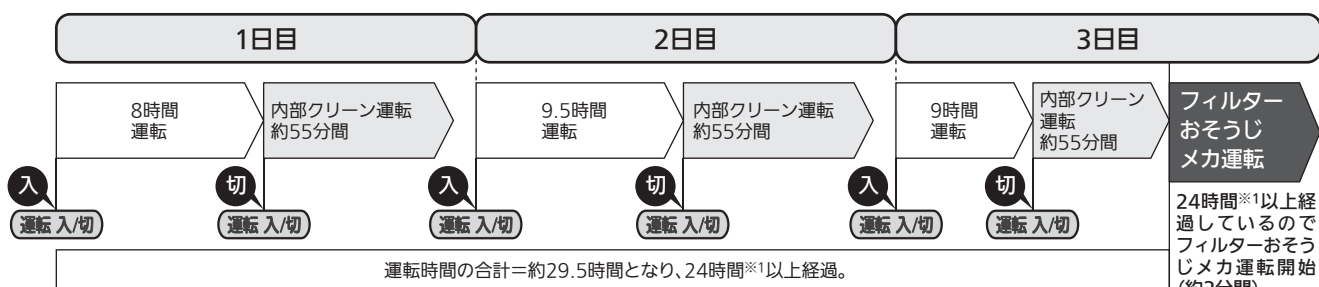 1日目
2日目
3日目
8時間
運転
内部クリーン運転
約55分間
9.5時間
運転
内部クリーン運転
約55分間
9時間
運転
内部クリーン
運転
約55分間
フィルター
おそうじ
メカ運転
入
切
入
切
入
切
運転 入/切
運転 入/切
運転 入/切
運転 入/切
運転 入/切
運転 入/切
24時間※1以上経
過しているので
フィルターおそう
じメカ運転開始
(約2分間)
運転時間の合計=約29.5時間となり、24時間※1以上経過。